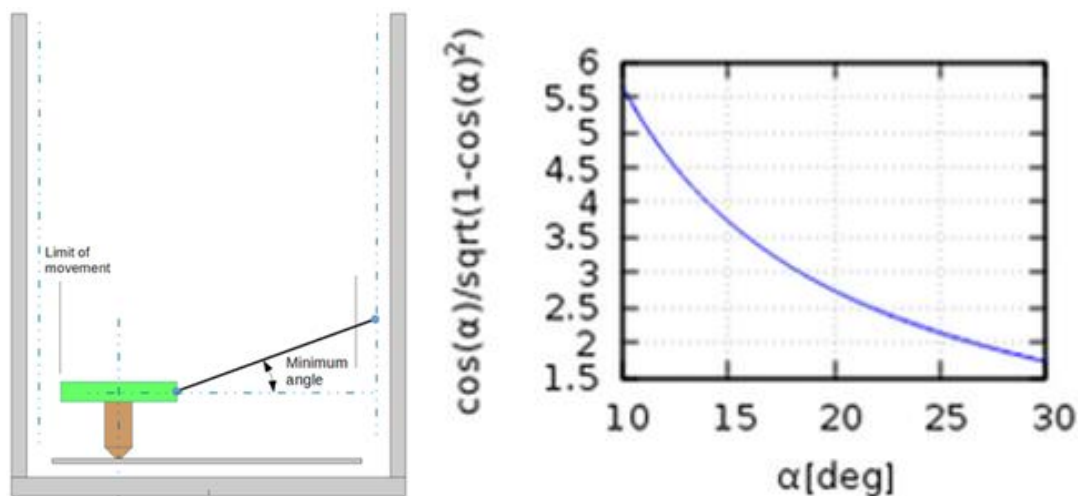 Limit of
movement
Minimum
angle
cos(α)/sqrt(1-cos(α)²)
6
5.5
5
4.5
4
3.5
3
2.5
2
1.5
10 15 20 25 30
α[deg]